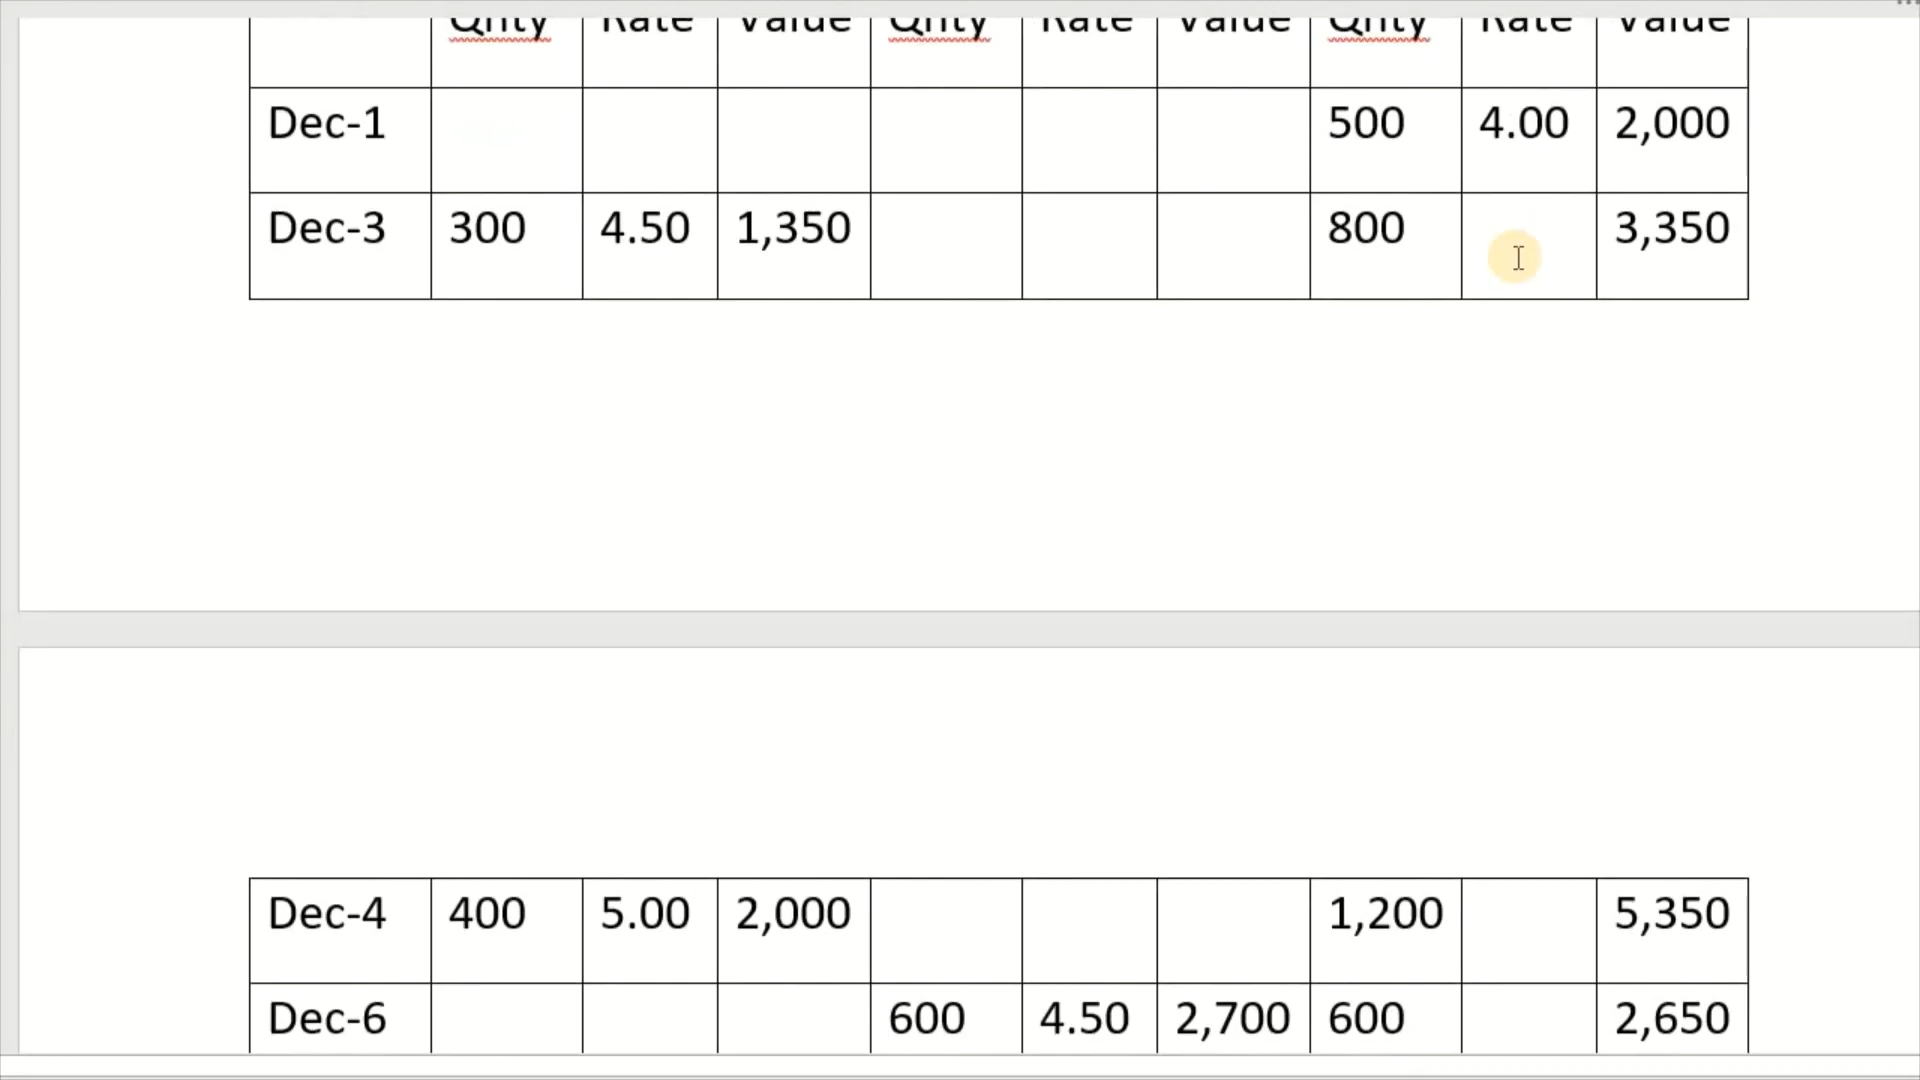 Qnty Rate Value Qnty Rate Value Qnty Rate Value
Dec-1 500 4.00 2,000
Dec-3 300 4.50 1,350 800 3,350
Dec-4 400 5.00 2,000 1,200 5,350
Dec-6 600 4.50 2,700 600 2,650